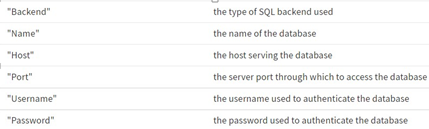 "Backend" the type of SQL backend used
"Name" the name of the database
"Host" the host serving the database
"Port" the server port through which to access the database
"Username" the username used to authenticate the database
"Password" the password used to authenticate the database